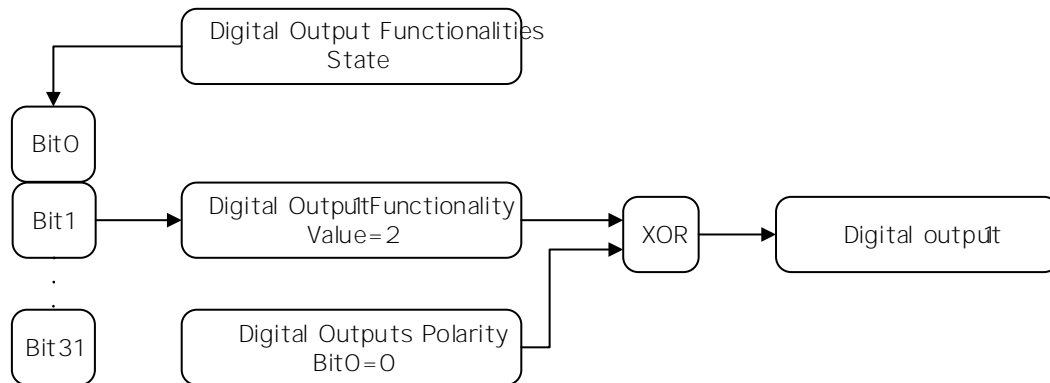 Digital Output Functionalities
State
Bit0
Bit1
Digital Output1 Functionality
Value=2
XOR
Digital output1
.
.
.
Bit31
Digital Outputs Polarity
Bit0=0